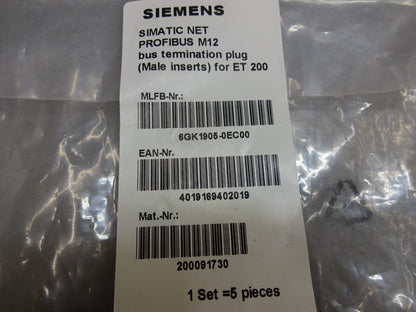 SIEMENS
SIMATIC NET
PROFIBUS M12
bus termination plug
(Male inserts) for ET 200
MLFB-Nr.:
6GK1905-0EC00
EAN-Nr.
4019169402019
Mat.-Nr.:
200091730
1 Set =5 pieces